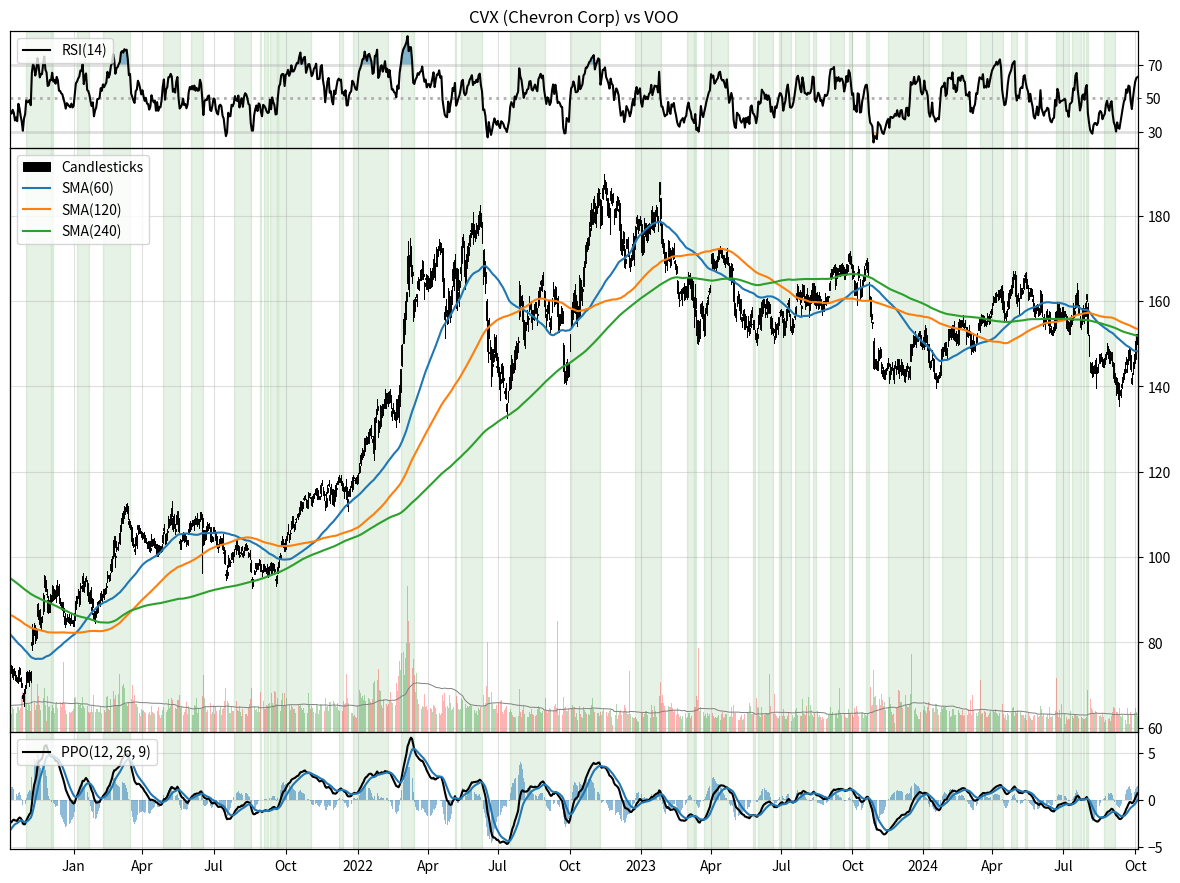 CVX (Chevron Corp) vs VOO
RSI(14)
70
50
30
Candlesticks
SMA(60)
SMA(120)
SMA(240)
180
160
140
120
100
80
60
PPO(12, 26, 9)
5
0
−5
Jan Apr Jul Oct 2022 Apr Jul Oct 2023 Apr Jul Oct 2024 Apr Jul Oct